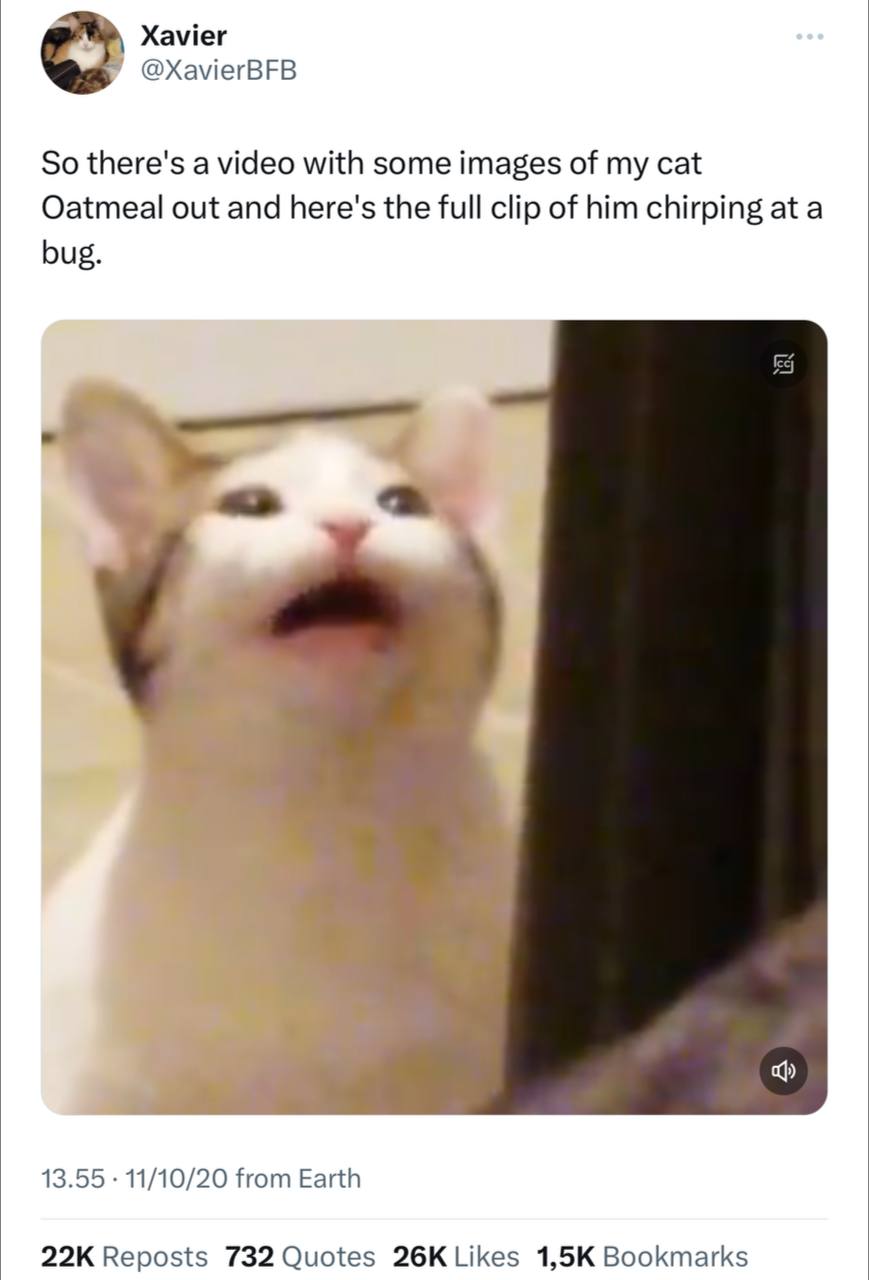 Xavier
@XavierBFB
So there's a video with some images of my cat
Oatmeal out and here's the full clip of him chirping at a
bug.
CC
13.55 · 11/10/20 from Earth
22K Reposts 732 Quotes 26K Likes 1,5K Bookmarks